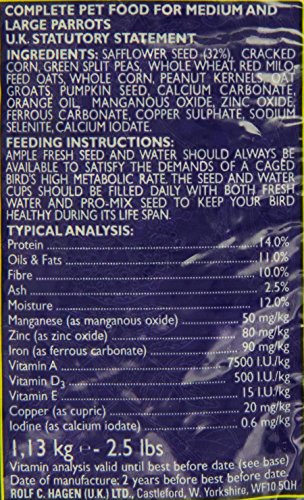 COMPLETE PET FOOD FOR MEDIUM AND
LARGE PARROTS
U.K. STATUTORY STATEMENT
INGREDIENTS: SAFFLOWER SEED (32%), CRACKED
CORN, GREEN SPLIT PEAS, WHOLE WHEAT, RED MILO,
FEED OATS, WHOLE CORN, PEANUT KERNELS, OAT
GROATS, PUMPKIN SEED, CALCIUM CARBONATE,
ORANGE OIL, MANGANOUS OXIDE, ZINC OXIDE,
FERROUS CARBONATE, COPPER SULPHATE, SODIUM
SELENITE, CALCIUM IODATE.
FEEDING INSTRUCTIONS:
AMPLE FRESH SEED AND WATER SHOULD ALWAYS BE
AVAILABLE TO SATISFY THE DEMANDS OF A CAGED
BIRD'S HIGH METABOLIC RATE. THE SEED AND WATER
CUPS SHOULD BE FILLED DAILY WITH BOTH FRESH
WATER AND PRO-MIX SEED TO KEEP YOUR BIRD
HEALTHY DURING ITS LIFE SPAN.
TYPICAL ANALYSIS:
Protein 14.0%
Oils & Fats 11.0%
Fibre 10.0%
Ash 2.5%
Moisture 12.0%
Manganese (as manganous oxide) 50 mg/kg
Zinc (as zinc oxide) 80 mg/kg
Iron (as ferrous carbonate) 90 mg/kg
Vitamin A 7500 I.U./kg
Vitamin D3 500 I.U./kg
Vitamin E 15 I.U./kg
Copper (as cupric) 20 mg/kg
Iodine (as calcium iodate) 0.6 mg/kg
1,13 kg - 2.5 lbs
Vitamin analysis valid until best before date (see base)
Date of manufacture: 2 years before best before date
ROLF C. HAGEN (U.K.) LTD., Castleford, W. Yorkshire, WF10 5QH